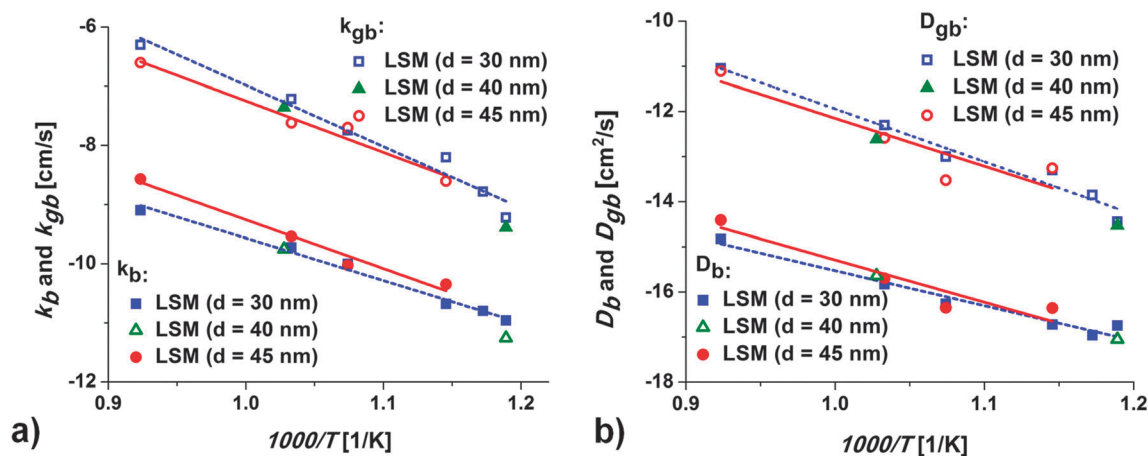 -6
-8
-10
-12
k_b and k_gb [cm/s]
k_gb:
LSM (d = 30 nm)
LSM (d = 40 nm)
LSM (d = 45 nm)
k_b:
LSM (d = 30 nm)
LSM (d = 40 nm)
LSM (d = 45 nm)
0.9 1.0 1.1 1.2
1000/T [1/K]
a)
-10
-12
-14
-16
-18
D_b and D_gb [cm²/s]
D_gb:
LSM (d = 30 nm)
LSM (d = 40 nm)
LSM (d = 45 nm)
D_b:
LSM (d = 30 nm)
LSM (d = 40 nm)
LSM (d = 45 nm)
0.9 1.0 1.1 1.2
1000/T [1/K]
b)